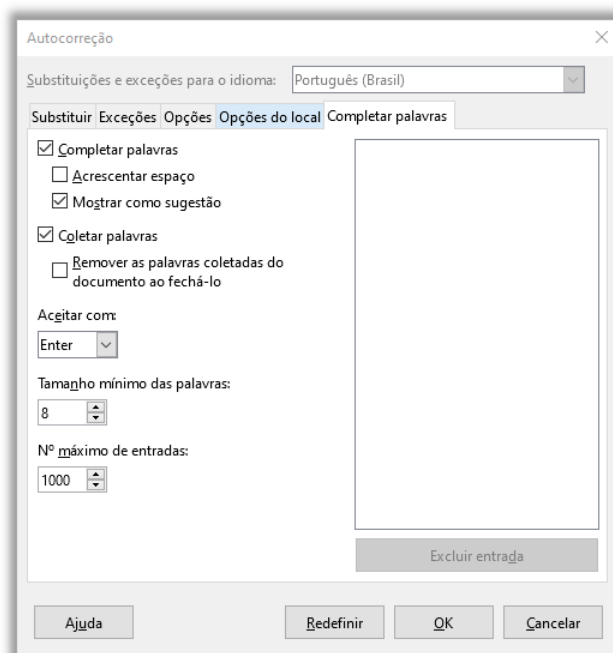 Autocorreção
Substituições e exceções para o idioma: Português (Brasil)
Substituir Exceções Opções Opções do local Completar palavras
Completar palavras
Acrescentar espaço
Mostrar como sugestão
Coletar palavras
Remover as palavras coletadas do
documento ao fechá-lo
Aceitar com:
Enter
Tamanho mínimo das palavras:
8
Nº máximo de entradas:
1000
Excluir entrada
Ajuda Redefinir OK Cancelar